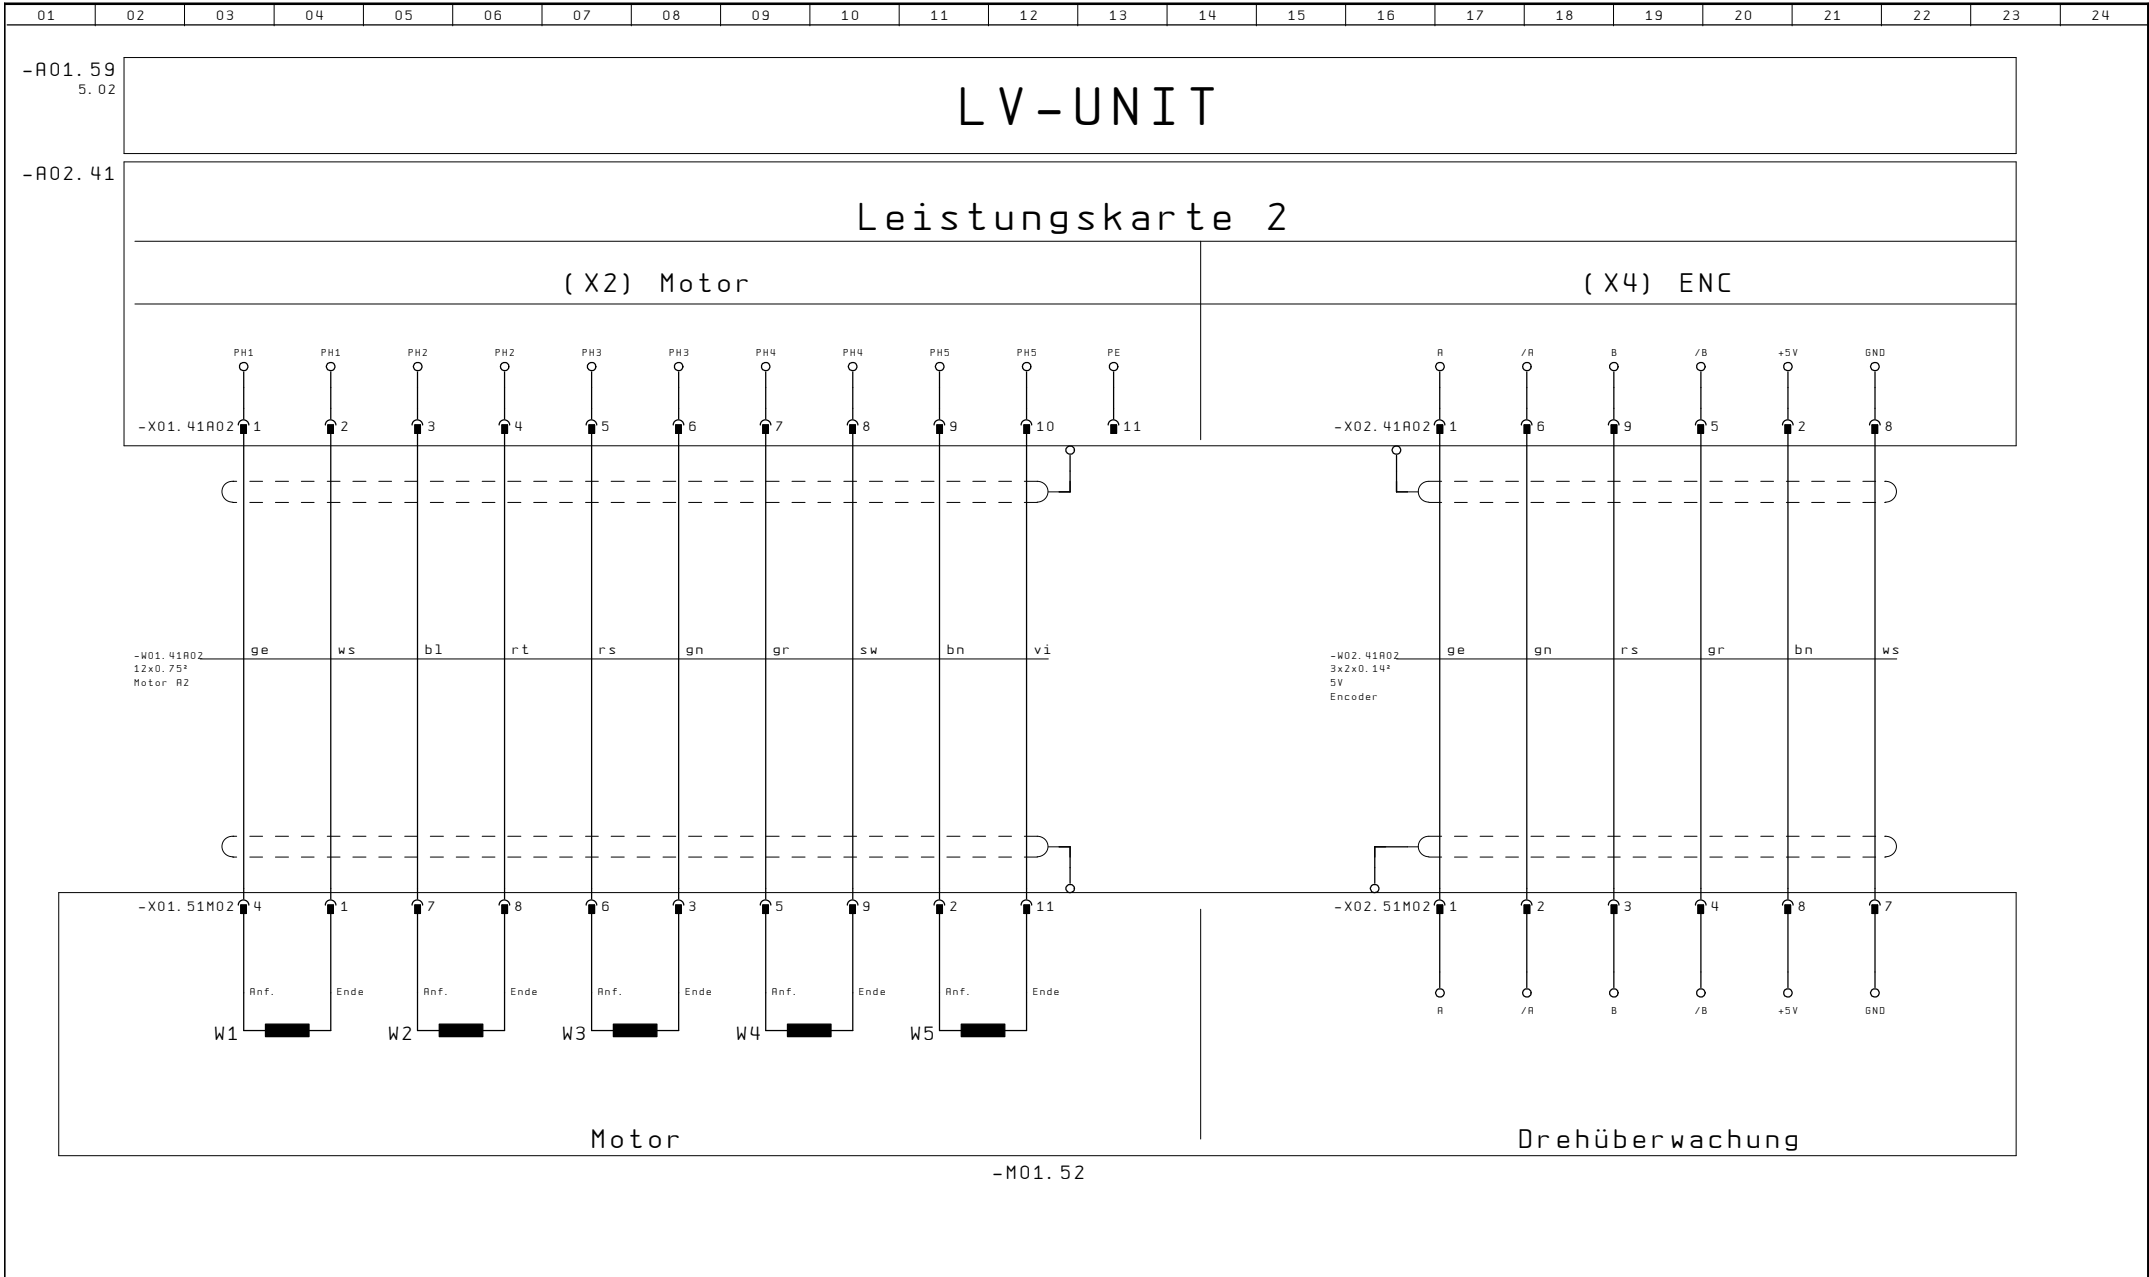 01 02 03 04 05 06 07 08 09 10 11 12 13 14 15 16 17 18 19 20 21 22 23 24
-A01.59
5.02
LV-UNIT
-A02.41
Leistungskarte 2
(X2) Motor (X4) ENC
PH1 PH1 PH2 PH2 PH3 PH3 PH4 PH4 PH5 PH5 PE A /A B /B +5V GND
-X01.41A02 1 2 3 4 5 6 7 8 9 10 11 -X02.41A02 1 6 9 5 2 8
ge ws bl rt rs gn gr sw bn vi ge gn rs gr bn ws
-W01.41A02
12x0.75²
Motor A2
-W02.41A02
3x2x0.14²
5V
Encoder
-X01.51M02 4 1 7 8 6 3 5 9 2 11 -X02.51M02 1 2 3 4 8 7
Anf. Ende Anf. Ende Anf. Ende Anf. Ende Anf. Ende
A /A B /B +5V GND
W1 W2 W3 W4 W5
Motor Drehüberwachung
-M01.52